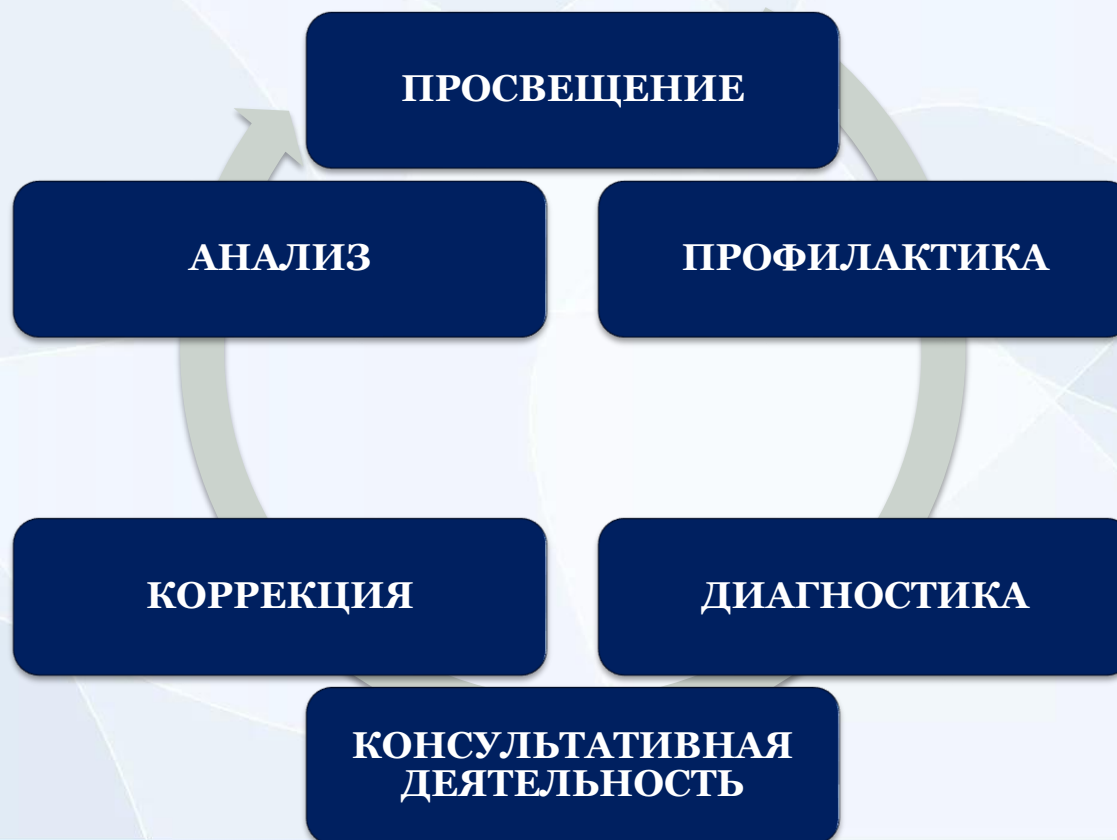 ПРОСВЕЩЕНИЕ
АНАЛИЗ
ПРОФИЛАКТИКА
КОРРЕКЦИЯ
ДИАГНОСТИКА
КОНСУЛЬТАТИВНАЯ
ДЕЯТЕЛЬНОСТЬ